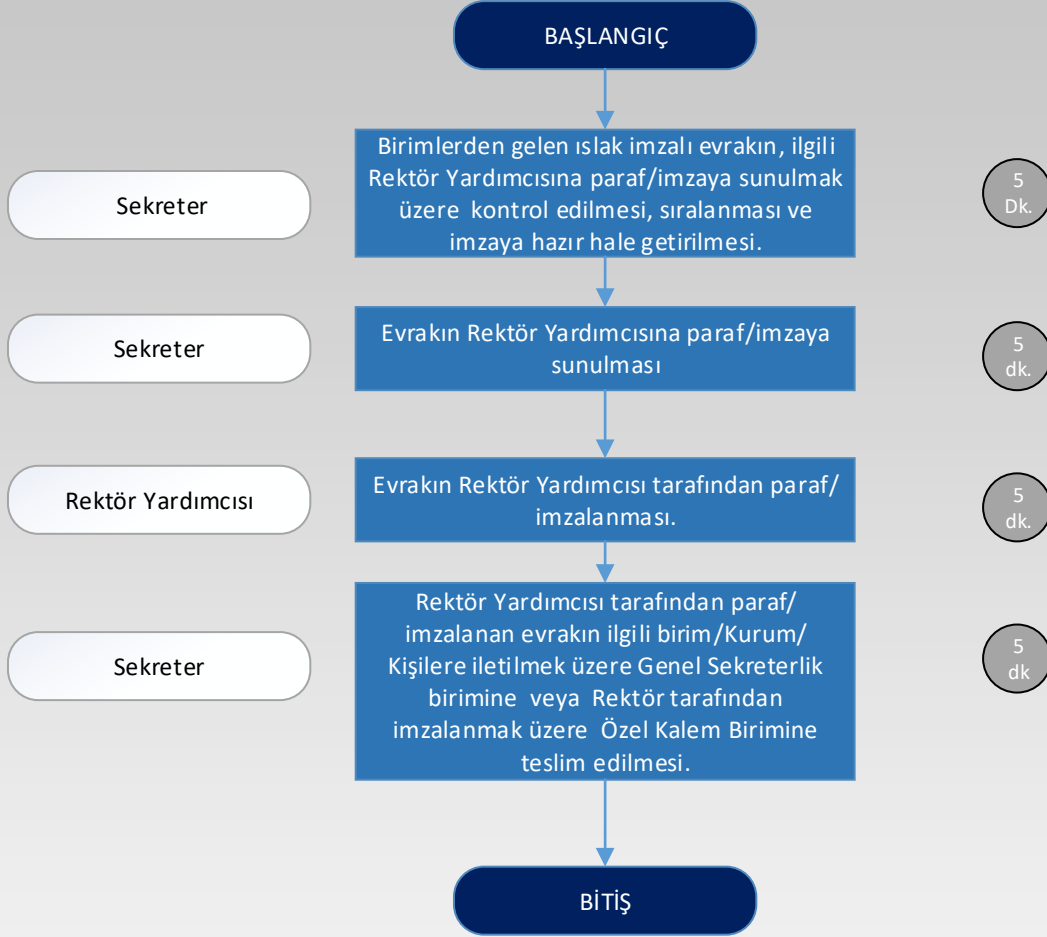 BAŞLANGIÇ
Sekreter
Birimlerden gelen ıslak imzalı evrakın, ilgili
Rektör Yardımcısına paraf/imzaya sunulmak
üzere kontrol edilmesi, sıralanması ve
imzaya hazır hale getirilmesi.
5
Dk.
Sekreter
Evrakın Rektör Yardımcısına paraf/imzaya
sunulması
5
dk.
Rektör Yardımcısı
Evrakın Rektör Yardımcısı tarafından paraf/
imzalanması.
5
dk.
Sekreter
Rektör Yardımcısı tarafından paraf/
imzalanan evrakın ilgili birim/Kurum/
Kişilere iletilmek üzere Genel Sekreterlik
birimine veya Rektör tarafından
imzalanmak üzere Özel Kalem Birimine
teslim edilmesi.
5
dk
BİTİŞ